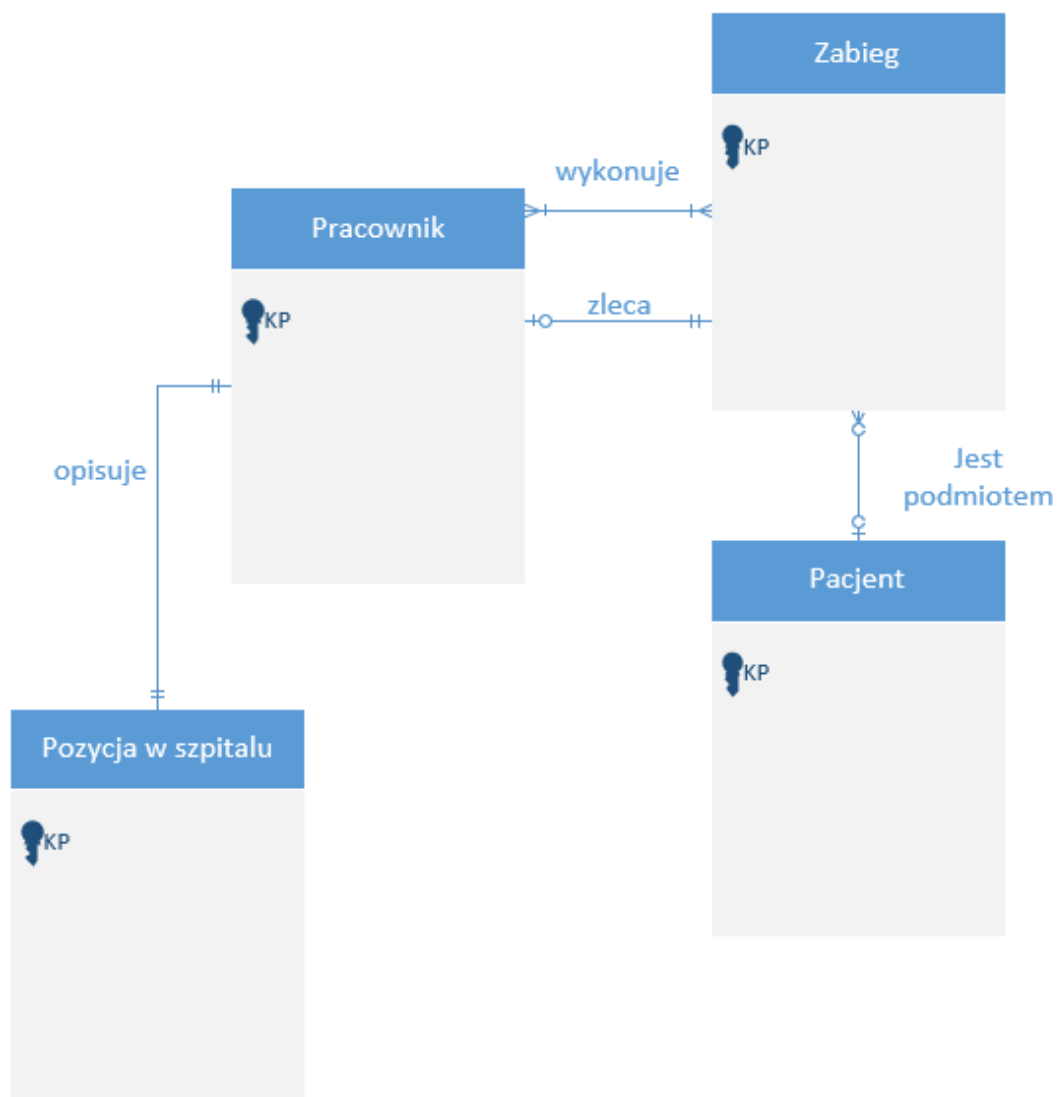 Zabieg
KP
wykonuje
Pracownik
KP
zleca
opisuje
Jest
podmiotem
Pacjent
KP
Pozycja w szpitalu
KP